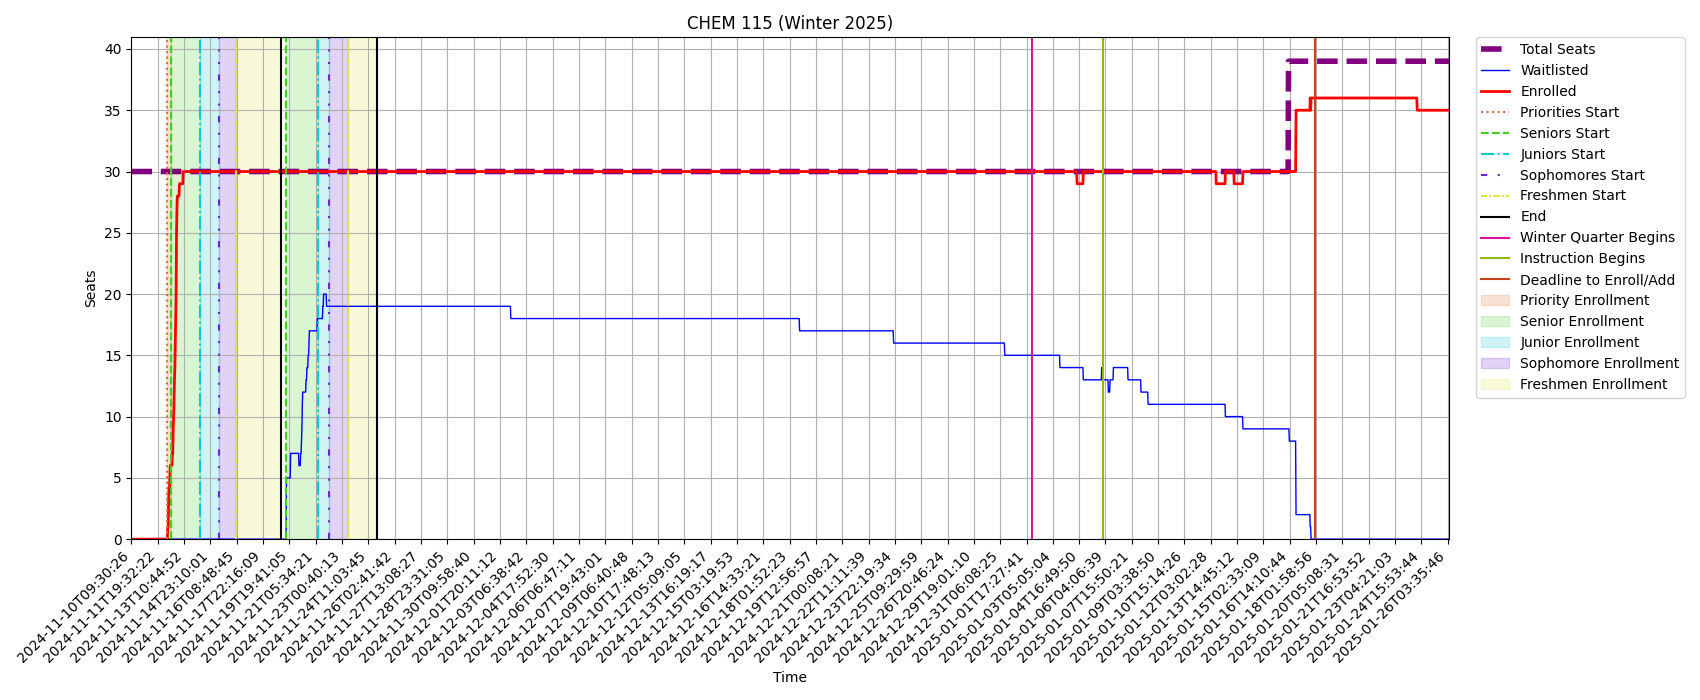 CHEM 115 (Winter 2025)
Seats
40
35
30
25
20
15
10
5
0
2024-11-10T09:30:26
2024-11-11T19:32:22
2024-11-13T10:44:52
2024-11-14T23:10:01
2024-11-16T08:48:45
2024-11-17T22:16:09
2024-11-19T19:41:05
2024-11-21T05:34:21
2024-11-23T00:40:13
2024-11-24T11:03:45
2024-11-26T02:41:42
2024-11-27T13:08:27
2024-11-28T23:31:05
2024-11-30T09:58:40
2024-12-01T20:11:12
2024-12-03T06:38:42
2024-12-04T17:52:30
2024-12-06T06:47:11
2024-12-07T19:43:01
2024-12-09T06:40:48
2024-12-10T17:48:13
2024-12-12T05:09:05
2024-12-13T16:19:17
2024-12-15T03:19:53
2024-12-16T14:33:21
2024-12-18T01:52:23
2024-12-19T12:56:57
2024-12-21T00:08:21
2024-12-22T11:11:39
2024-12-23T22:19:34
2024-12-25T09:29:59
2024-12-26T20:46:24
2024-12-29T19:01:10
2024-12-31T06:08:25
2025-01-01T17:27:41
2025-01-03T05:05:04
2025-01-04T16:49:50
2025-01-06T04:06:39
2025-01-07T15:50:21
2025-01-09T03:38:50
2025-01-10T15:14:26
2025-01-12T03:02:28
2025-01-13T14:45:12
2025-01-15T02:33:09
2025-01-16T14:10:44
2025-01-18T01:58:56
2025-01-20T05:08:31
2025-01-21T16:53:52
2025-01-23T04:21:03
2025-01-24T15:53:44
2025-01-26T03:35:46
Time
Total Seats
Waitlisted
Enrolled
Priorities Start
Seniors Start
Juniors Start
Sophomores Start
Freshmen Start
End
Winter Quarter Begins
Instruction Begins
Deadline to Enroll/Add
Priority Enrollment
Senior Enrollment
Junior Enrollment
Sophomore Enrollment
Freshmen Enrollment